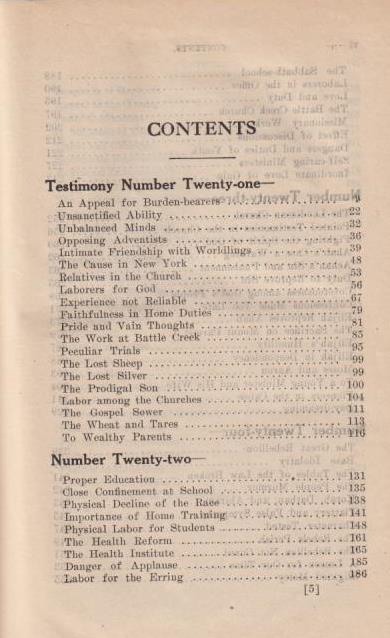 CONTENTS
Testimony Number Twenty-one—
An Appeal for Burden-bearers .......... 9
Unsanctified Ability .......... 22
Unbalanced Minds .......... 32
Opposing Adventists .......... 36
Intimate Friendship with Worldlings .......... 39
The Cause in New York .......... 48
Relatives in the Church .......... 53
Laborers for God .......... 56
Experience not Reliable .......... 67
Faithfulness in Home Duties .......... 79
Pride and Vain Thoughts .......... 81
The Work at Battle Creek .......... 85
Peculiar Trials .......... 95
The Lost Sheep .......... 99
The Lost Silver .......... 99
The Prodigal Son .......... 100
Labor among the Churches .......... 104
The Gospel Sower .......... 111
The Wheat and Tares .......... 113
To Wealthy Parents .......... 116
Number Twenty-two—
Proper Education .......... 131
Close Confinement at School .......... 135
Physical Decline of the Race .......... 138
Importance of Home Training .......... 141
Physical Labor for Students .......... 148
The Health Reform .......... 161
The Health Institute .......... 165
Danger of Applause .......... 185
Labor for the Erring .......... 186
[5]